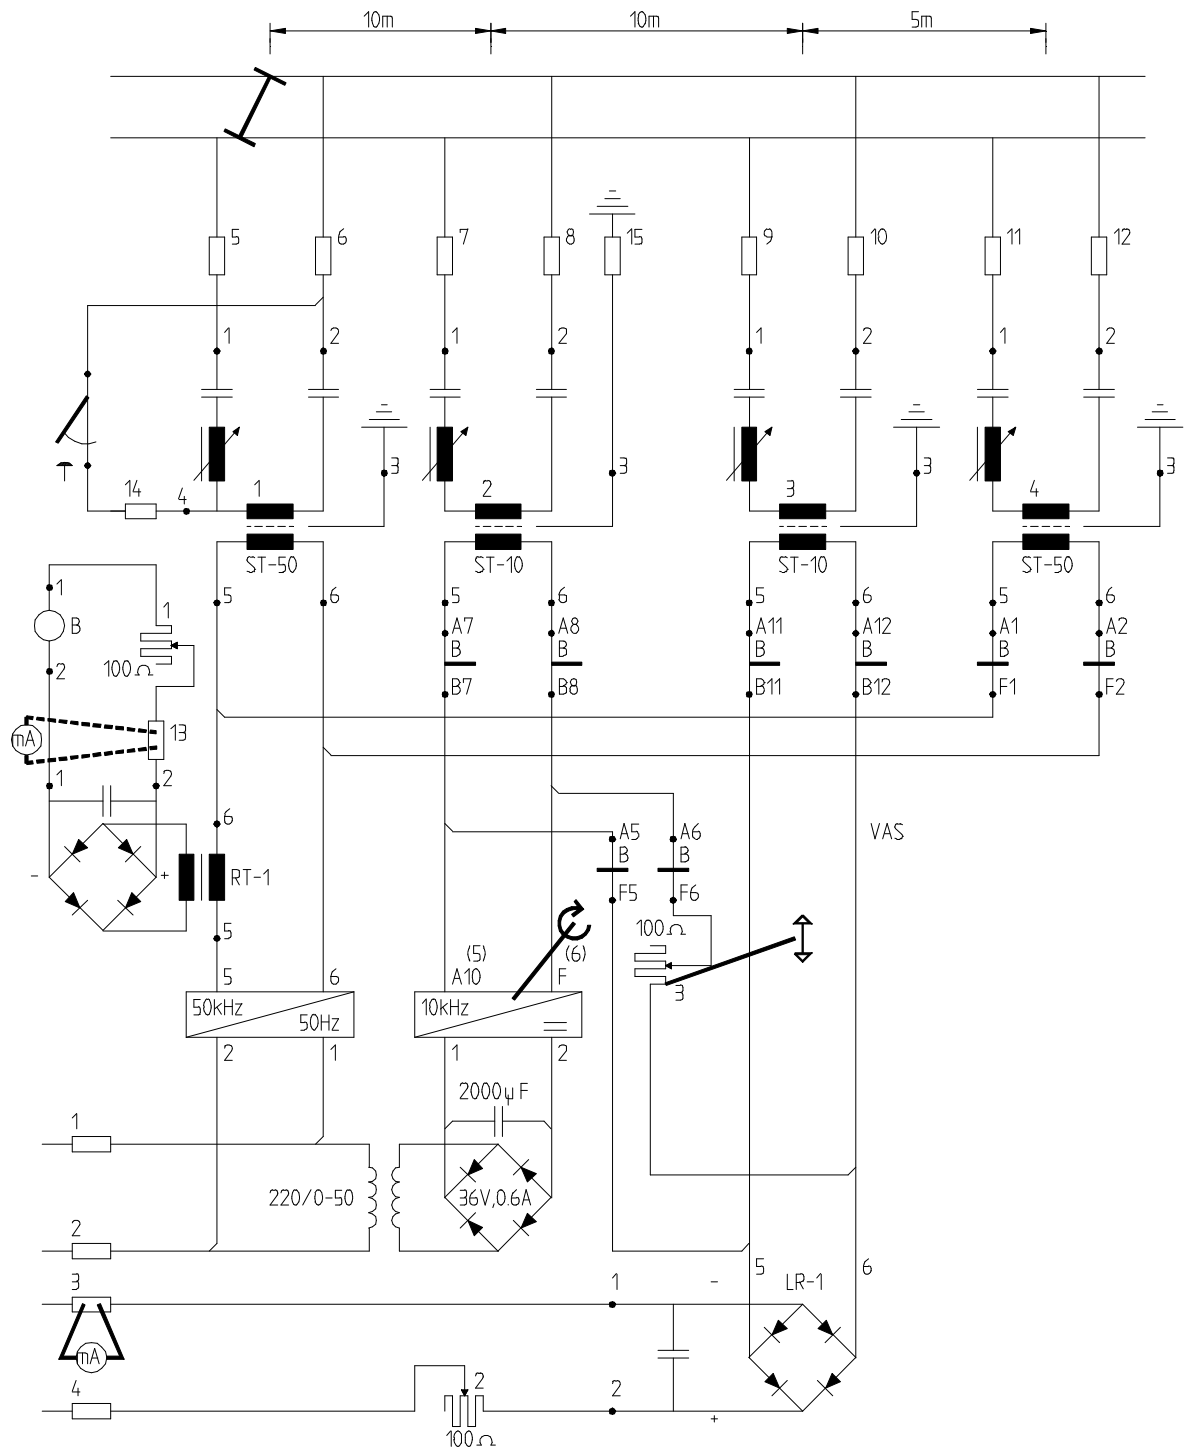 10m 10m 5m
5 6 7 8 15 9 10 11 12
1 2 1 2 1 2 1 2
3 3 3 3
14 4 1 2 3 4
ST-50 ST-10 ST-10 ST-50
1 5 6 5 6 5 6 5 6
1
B A7 A8 A11 A12 A1 A2
B B B B B B
100Ω
2 B7 B8 B11 B12 F1 F2
mA 13
1 2
6 A5 A6 VAS
B B
- + RT-1
F5 F6
5 100Ω
(5) (6)
5 6 A10 F 3
50kHz 10kHz
50Hz
2 1 1 2
2000µF
1
220/0-50 36V,0.6A
2
5 6
3 1 - LR-1
mA
4 2 2
+
100Ω